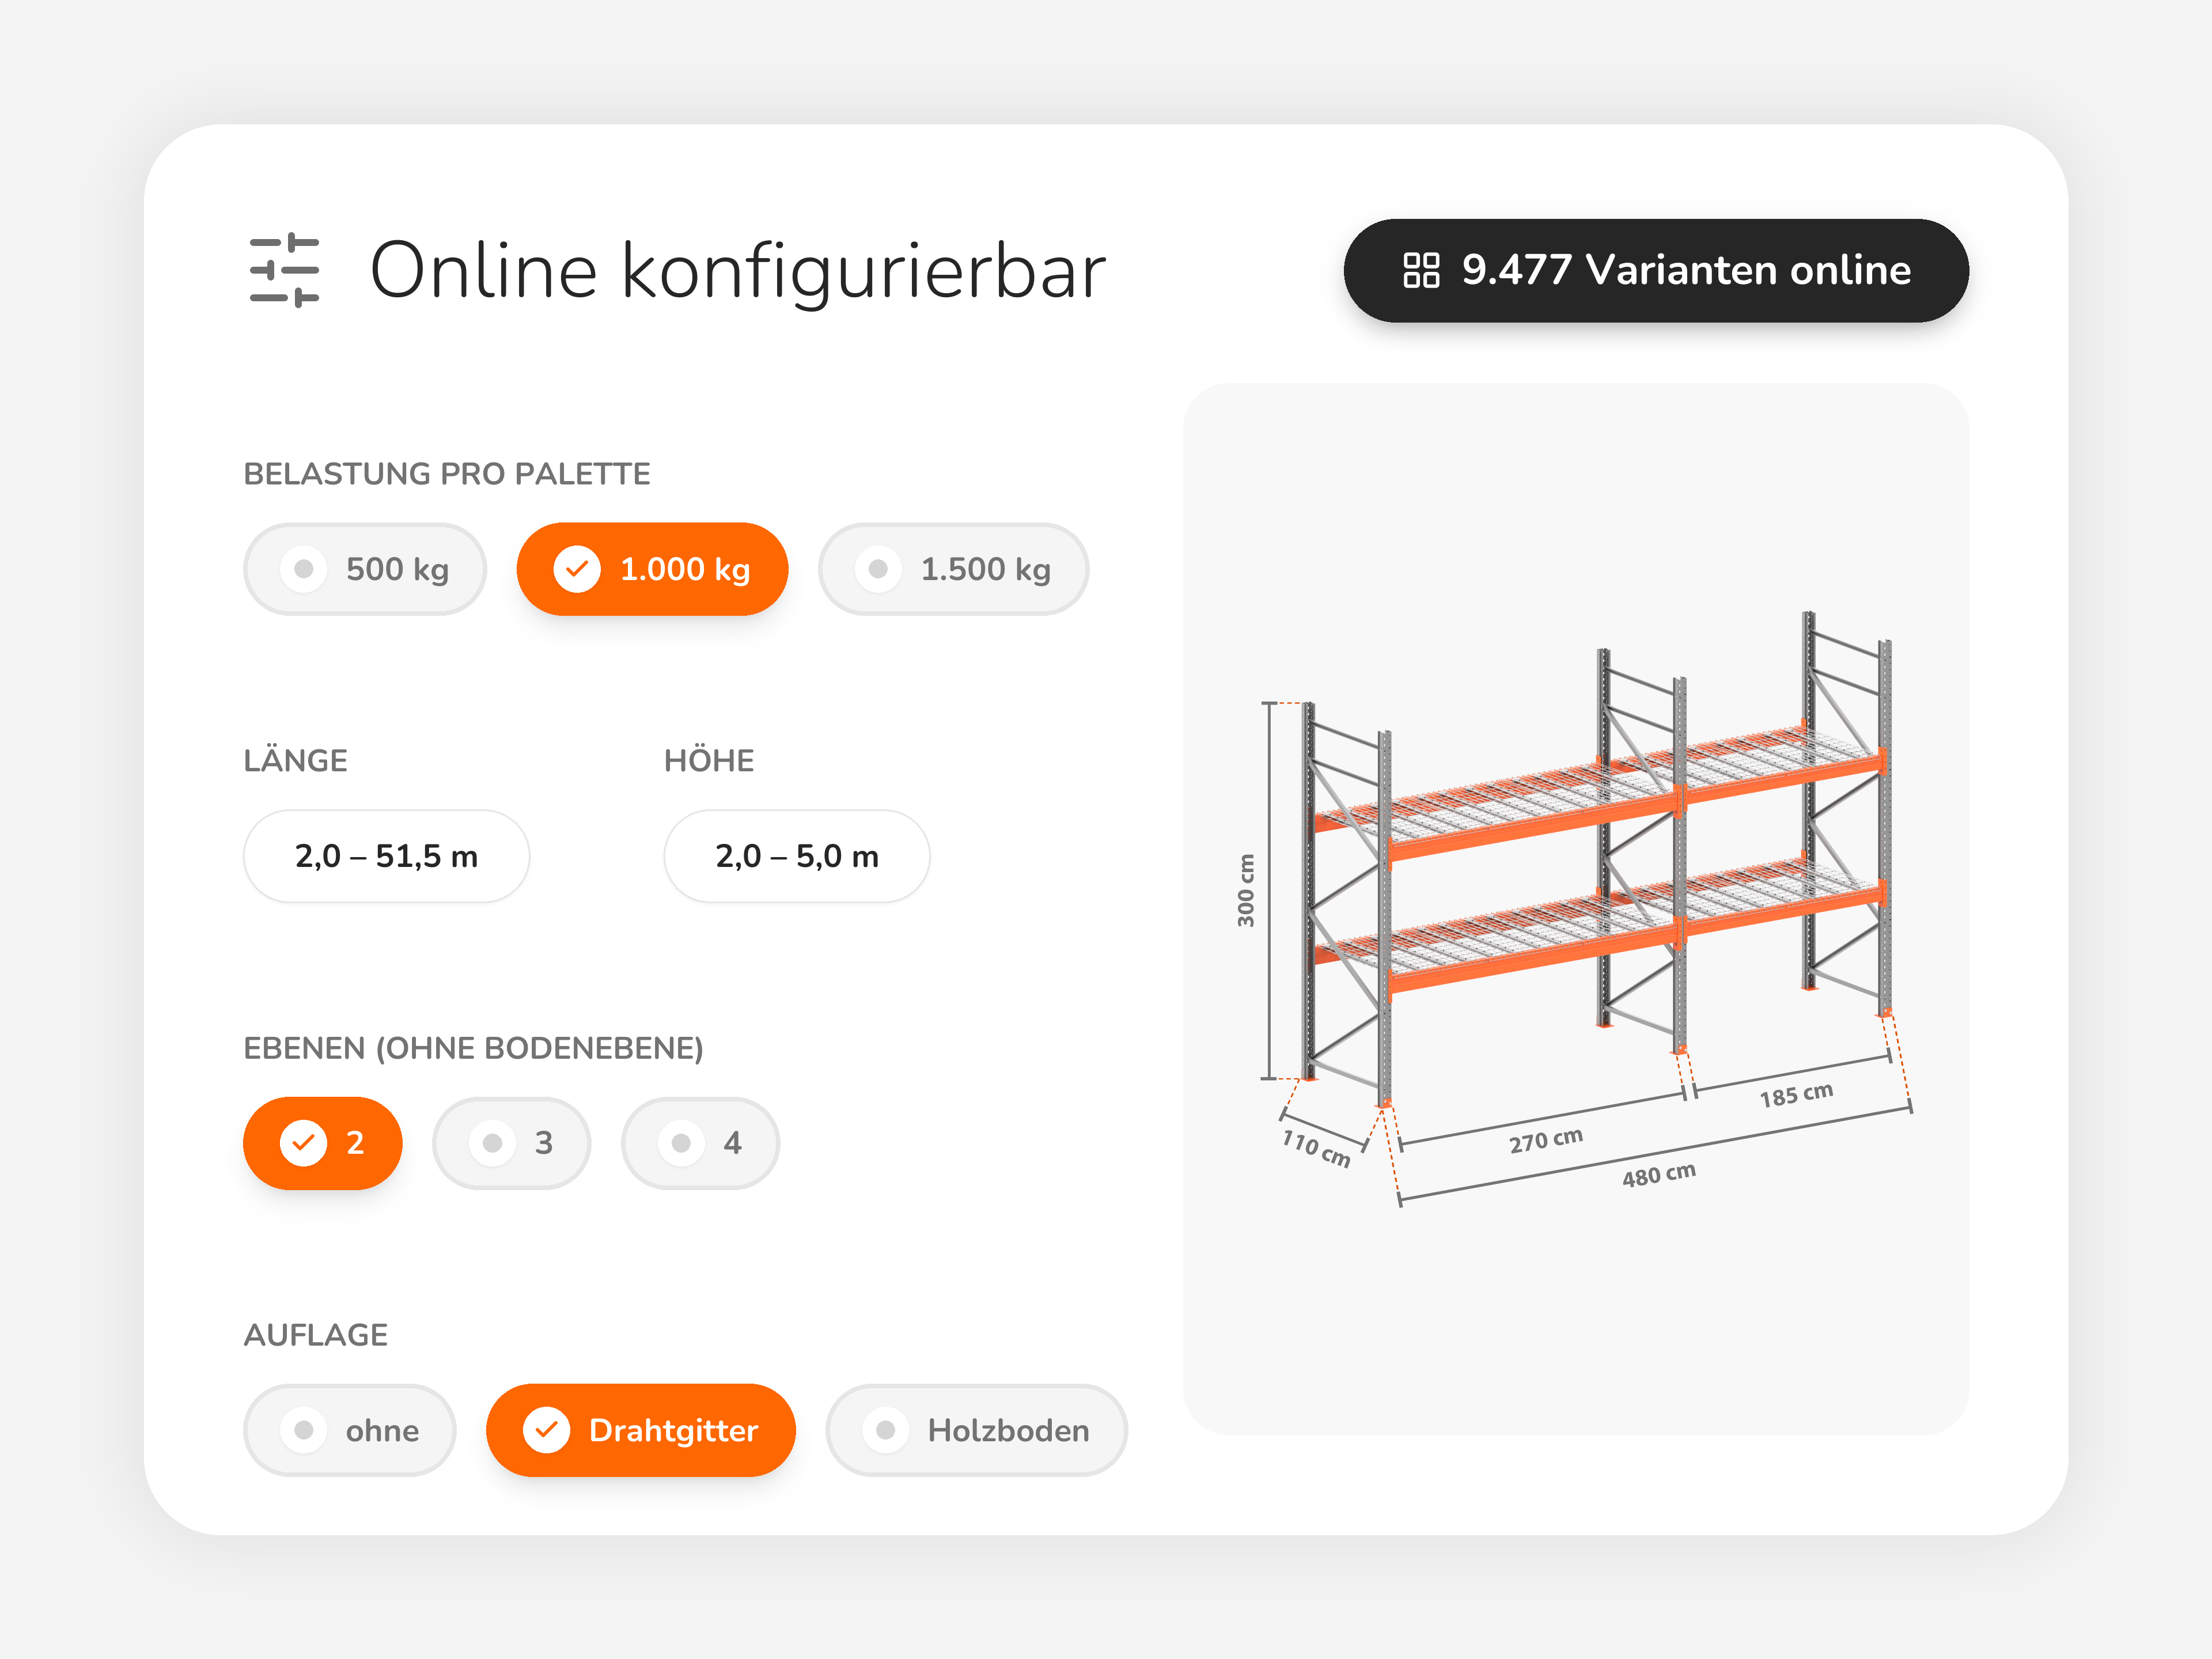 Online konfigurierbar
9.477 Varianten online
BELASTUNG PRO PALETTE
500 kg
1.000 kg
1.500 kg
LÄNGE
HÖHE
2,0 – 51,5 m
2,0 – 5,0 m
EBENEN (OHNE BODENEBENE)
2
3
4
AUFLAGE
ohne
Drahtgitter
Holzboden
300 cm
110 cm
270 cm
185 cm
480 cm